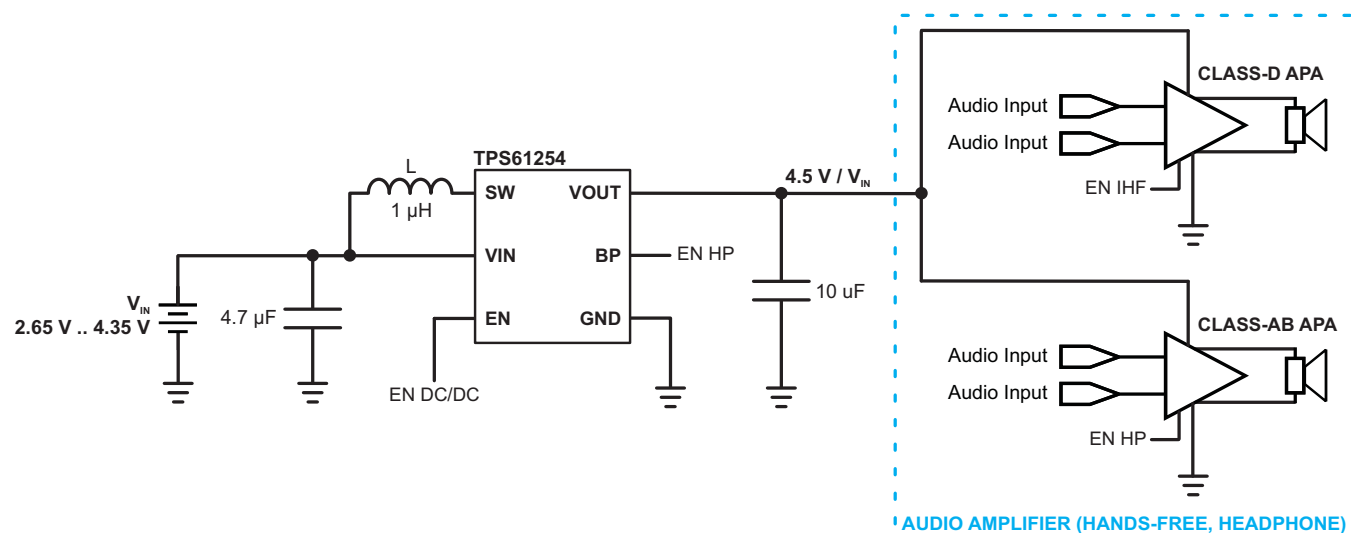 CLASS-D APA
Audio Input
Audio Input
EN IHF
TPS61254
L
1 µH
SW
VOUT
4.5 V / VIN
VIN
BP
EN HP
VIN
2.65 V .. 4.35 V
4.7 µF
EN
GND
10 uF
EN DC/DC
CLASS-AB APA
Audio Input
Audio Input
EN HP
AUDIO AMPLIFIER (HANDS-FREE, HEADPHONE)